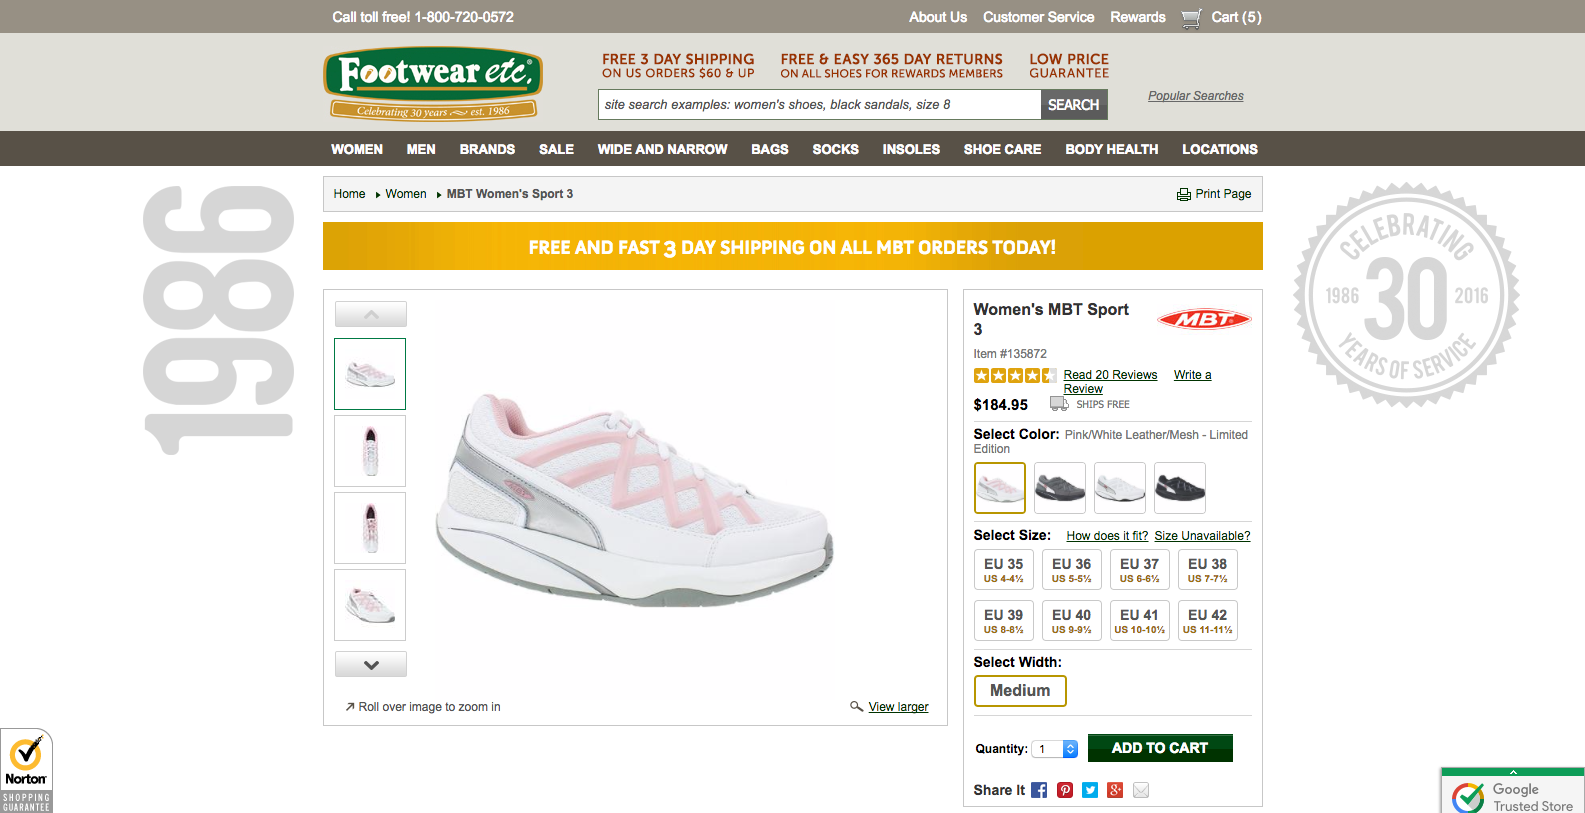 Call toll free! 1-800-720-0572
About Us Customer Service Rewards Cart (5)
Footwear etc.®
Celebrating 30 years est. 1986
FREE 3 DAY SHIPPING
ON US ORDERS $60 & UP
FREE & EASY 365 DAY RETURNS
ON ALL SHOES FOR REWARDS MEMBERS
LOW PRICE
GUARANTEE
site search examples: women's shoes, black sandals, size 8
SEARCH
Popular Searches
WOMEN MEN BRANDS SALE WIDE AND NARROW BAGS SOCKS INSOLES SHOE CARE BODY HEALTH LOCATIONS
Home Women MBT Women's Sport 3
Print Page
FREE AND FAST 3 DAY SHIPPING ON ALL MBT ORDERS TODAY!
1986
CELEBRATING
1986 30 2016
YEARS OF SERVICE
MBT
Roll over image to zoom in
View larger
Women's MBT Sport
3
MBT
Item #135872
Read 20 Reviews Write a
Review
$184.95 SHIPS FREE
Select Color: Pink/White Leather/Mesh - Limited
Edition
Select Size: How does it fit? Size Unavailable?
EU 35 EU 36 EU 37 EU 38
US 4-4½ US 5-5½ US 6-6½ US 7-7½
EU 39 EU 40 EU 41 EU 42
US 8-8½ US 9-9½ US 10-10½ US 11-11½
Select Width:
Medium
Quantity: 1 ADD TO CART
Share It
Norton
SHOPPING
GUARANTEE
Google
Trusted Store